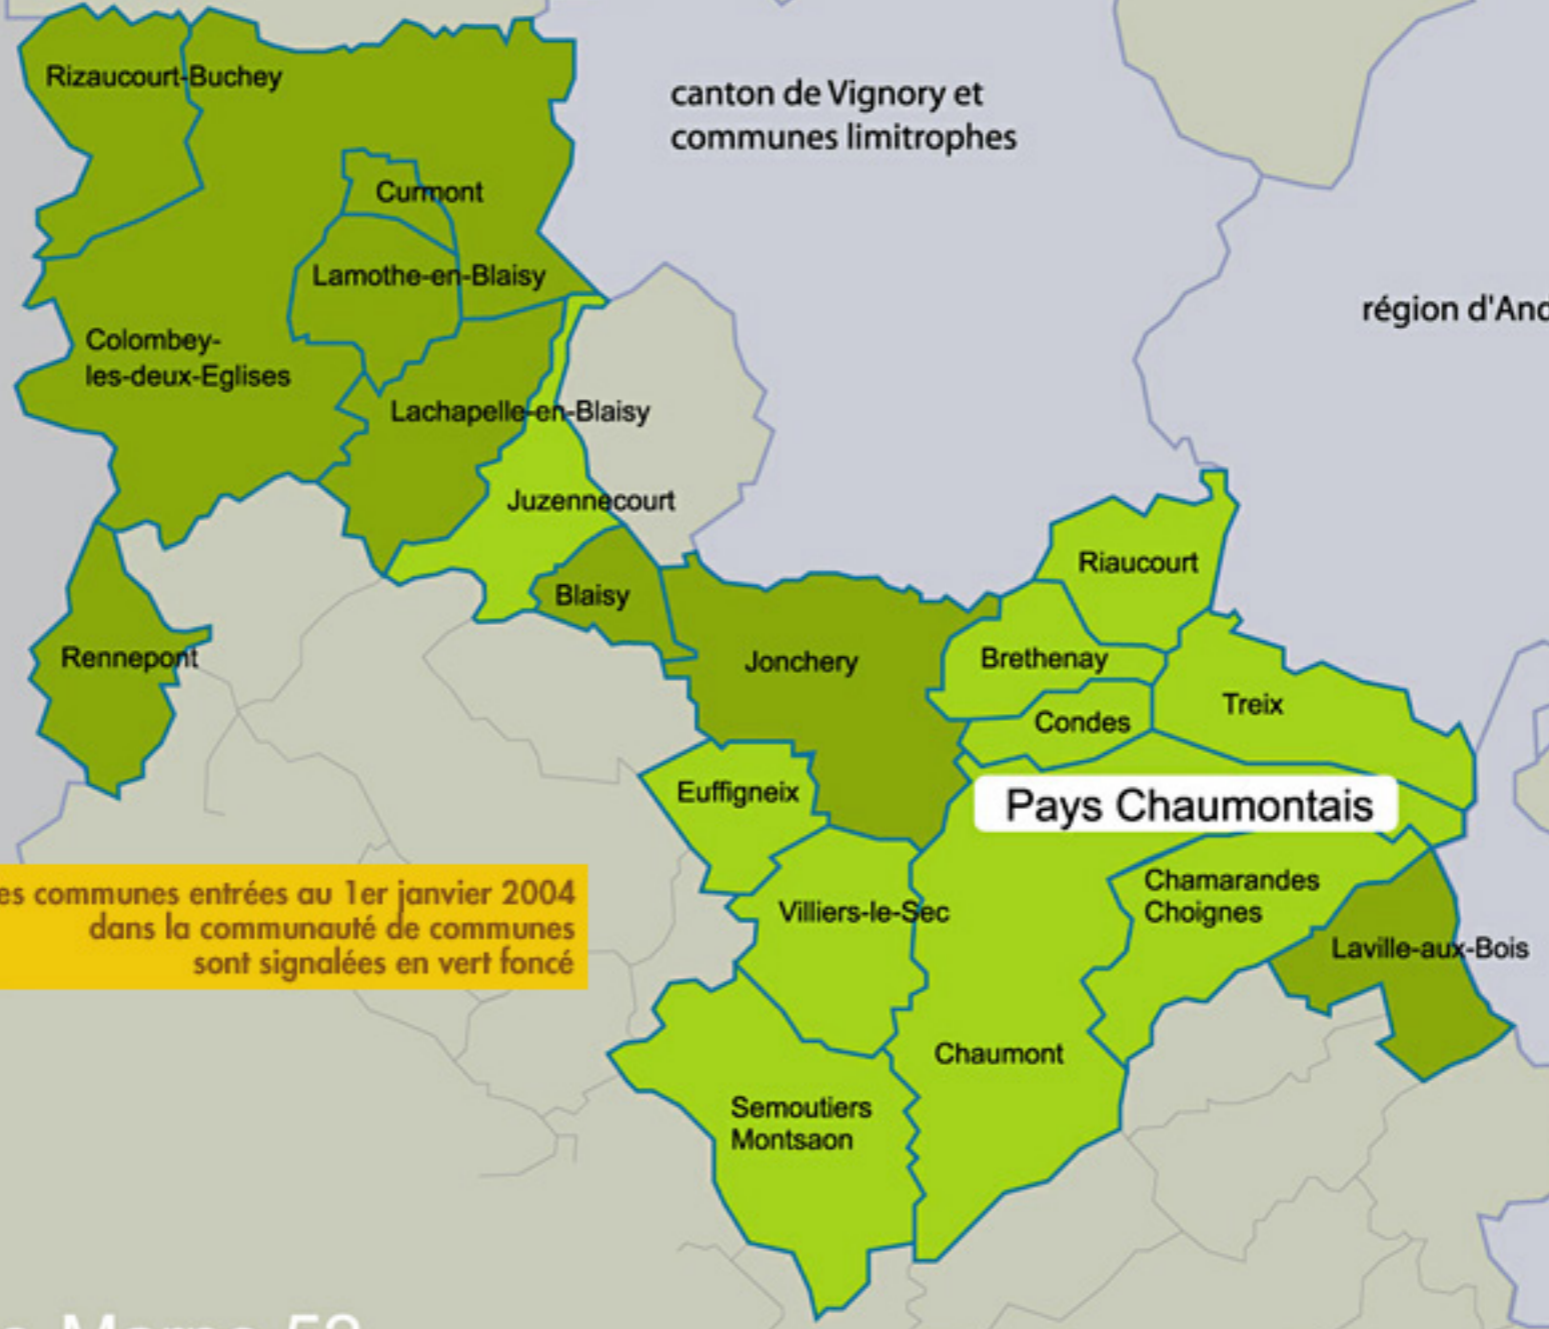 Rizaucourt-Buchey
canton de Vignory et
communes limitrophes
Curmont
Lamothe-en-Blaisy
région d'And
Colombey-
les-deux-Eglises
Lachapelle-en-Blaisy
Juzennecourt
Riaucourt
Blaisy
Rennepont
Jonchery
Brethenay
Treix
Condes
Euffigneix
Pays Chaumontais
Chamarandes
Choignes
es communes entrées au 1er janvier 2004
dans la communauté de communes
sont signalées en vert foncé
Villiers-le-Sec
Laville-aux-Bois
Chaumont
Semoutiers
Montsaon